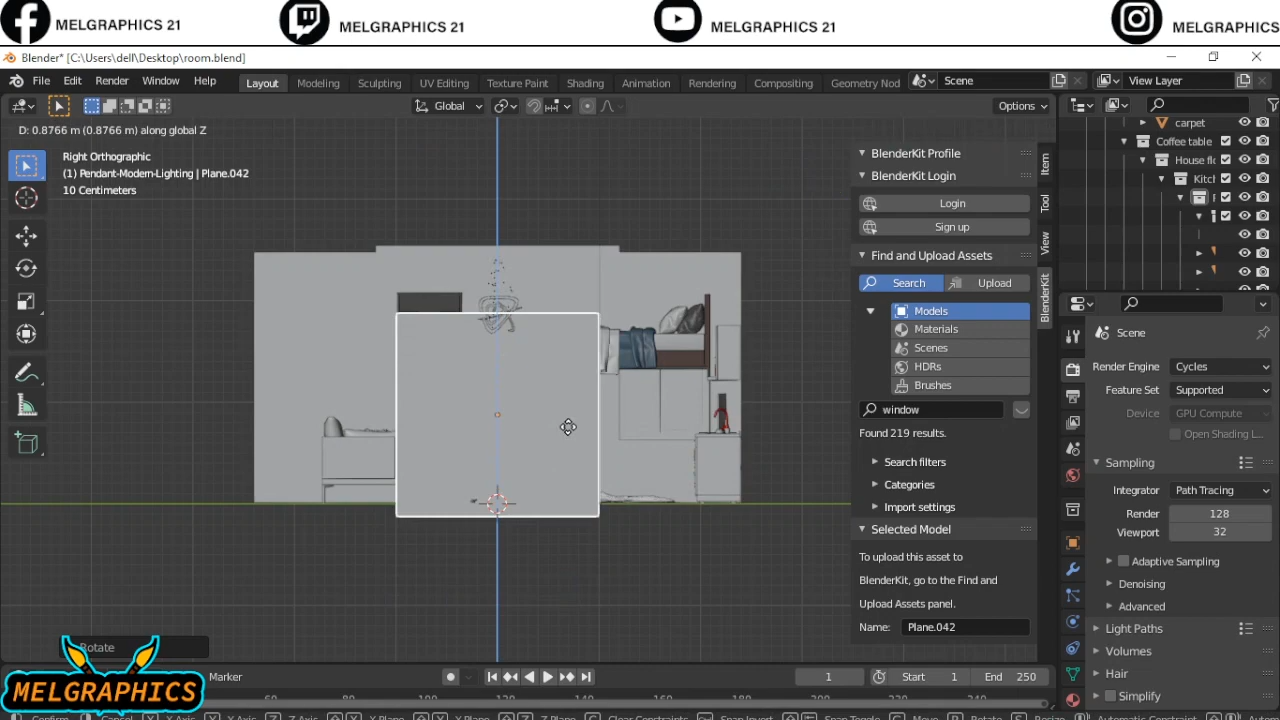 MELGRAPHICS 21 MELGRAPHICS 21 MELGRAPHICS 21 MELGRAPHICS
Blender* [C:\Users\dell\Desktop\room.blend]
File Edit Render Window Help Layout Modeling Sculpting UV Editing Texture Paint Shading Animation Rendering Compositing Geometry Nod Scene View Layer
Global Options
D: 0.8766 m (0.8766 m) along global Z
Right Orthographic
(1) Pendant-Modern-Lighting | Plane.042
10 Centimeters
BlenderKit Profile
BlenderKit Login
Login
Sign up
Find and Upload Assets
Search Upload
Models
Materials
Scenes
HDRs
Brushes
window
Found 219 results.
Search filters
Categories
Import settings
Selected Model
To upload this asset to
BlenderKit, go to the Find and
Upload Assets panel.
Name: Plane.042
Item
Tool
View
BlenderKit
carpet
Coffee table
House flo
Kitch
Scene
Render Engine Cycles
Feature Set Supported
Device GPU Compute
Open Shading L...
Sampling
Integrator Path Tracing
Render 128
Viewport 32
Adaptive Sampling
Denoising
Advanced
Light Paths
Volumes
Hair
Simplify
Rotate
MELGRAPHICS
Marker 1 Start 1 End 250